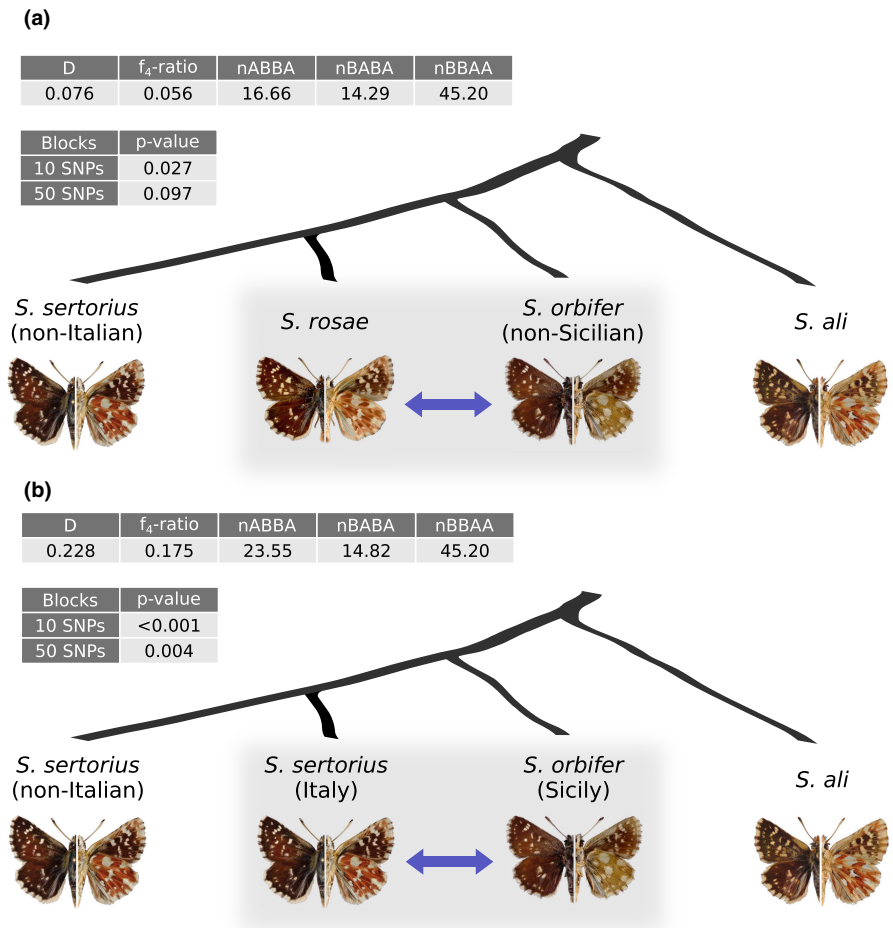 (a)
D f₄-ratio nABBA nBABA nBBAA
0.076 0.056 16.66 14.29 45.20
Blocks p-value
10 SNPs 0.027
50 SNPs 0.097
S. sertorius
(non-Italian)
S. rosae
S. orbifer
(non-Sicilian)
S. ali
(b)
D f₄-ratio nABBA nBABA nBBAA
0.228 0.175 23.55 14.82 45.20
Blocks p-value
10 SNPs <0.001
50 SNPs 0.004
S. sertorius
(non-Italian)
S. sertorius
(Italy)
S. orbifer
(Sicily)
S. ali